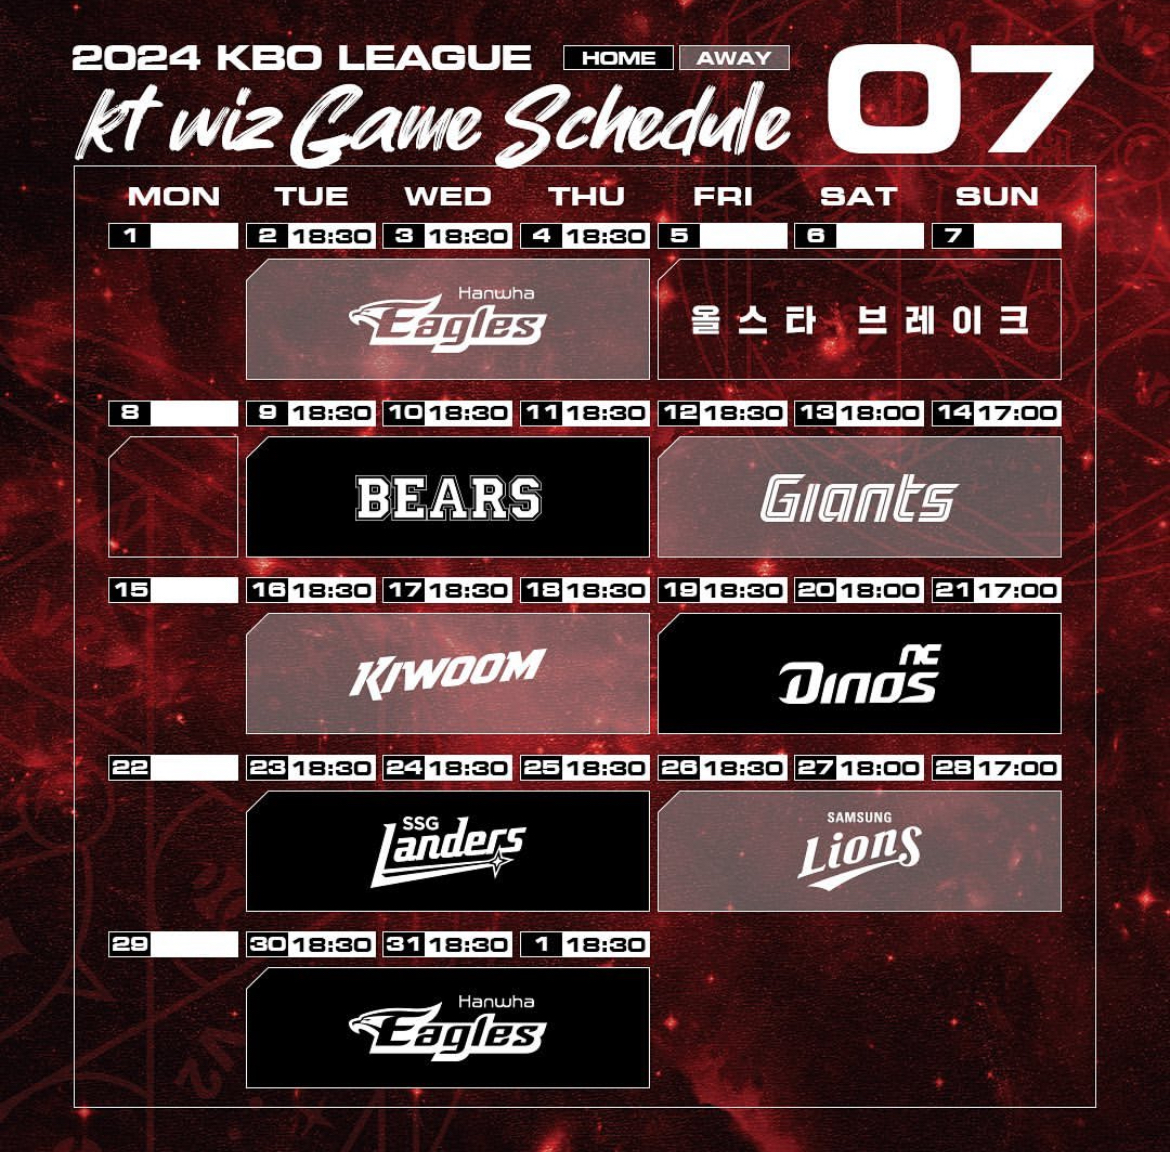 2024 KBO LEAGUE HOME AWAY 07
kt wiz Game Schedule
MON TUE WED THU FRI SAT SUN
1 2 18:30 3 18:30 4 18:30 5 6 7
Hanwha
Eagles
올스타 브레이크
8 9 18:30 10 18:30 11 18:30 12 18:30 13 18:00 14 17:00
BEARS Giants
15 16 18:30 17 18:30 18 18:30 19 18:30 20 18:00 21 17:00
KIWOOM
NC
Dinos
22 23 18:30 24 18:30 25 18:30 26 18:30 27 18:00 28 17:00
SSG
Landers
SAMSUNG
Lions
29 30 18:30 31 18:30 1 18:30
Hanwha
Eagles